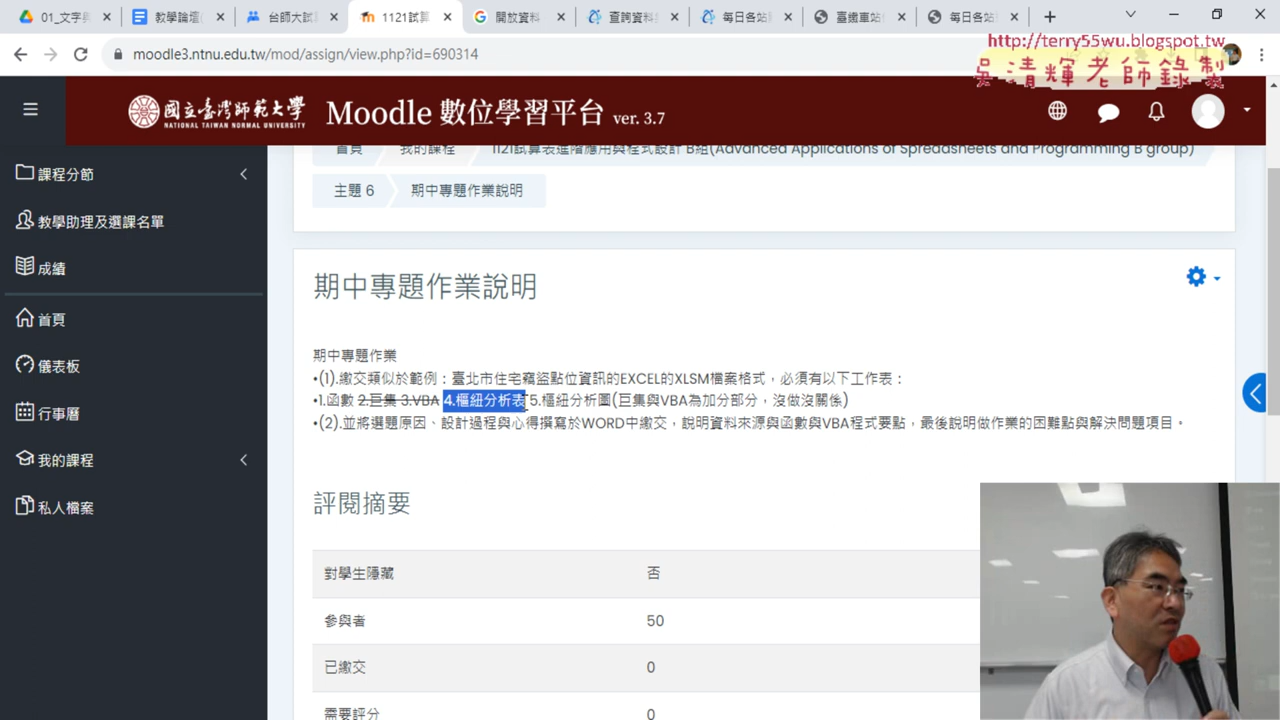 01_文字與
教學論壇(
台師大試算
1121試算
開放資料
查詢資料集
每日各站
臺鐵車站
每日各站
moodle3.ntnu.edu.tw/mod/assign/view.php?id=690314
http://terry55wu.blogspot.tw
吳清輝老師錄製
國立臺灣師範大學
NATIONAL TAIWAN NORMAL UNIVERSITY
Moodle 數位學習平台 ver. 3.7
首頁 我的課程 1121試算表進階應用與程式設計 B組(Advanced Applications of Spreadsheets and Programming B group)
主題 6 期中專題作業說明
課程分節
教學助理及選課名單
成績
首頁
儀表板
行事曆
我的課程
私人檔案
期中專題作業說明
期中專題作業
•(1).繳交類似於範例：臺北市住宅竊盜點位資訊的EXCEL的XLSM檔案格式，必須有以下工作表：
•1.函數 2.巨集 3.VBA 4.樞紐分析表 5.樞紐分析圖(巨集與VBA為加分部分，沒做沒關係)
•(2).並將選題原因、設計過程與心得撰寫於WORD中繳交，說明資料來源與函數與VBA程式要點，最後說明做作業的困難點與解決問題項目。
評閱摘要
對學生隱藏 否
參與者 50
已繳交 0
需要評分 0